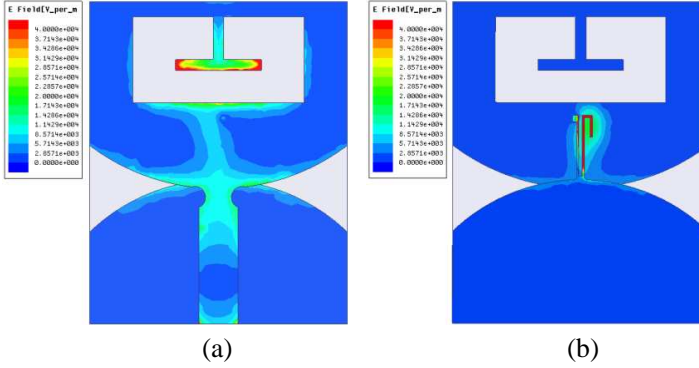 E Field[V_per_m
4.0000e+004
3.7143e+004
3.4286e+004
3.1429e+004
2.8571e+004
2.5714e+004
2.2857e+004
2.0000e+004
1.7143e+004
1.4286e+004
1.1429e+004
8.5714e+003
5.7143e+003
2.8571e+003
0.0000e+000
(a)
E Field[V_per_m
4.0000e+004
3.7143e+004
3.4286e+004
3.1429e+004
2.8571e+004
2.5714e+004
2.2857e+004
2.0000e+004
1.7143e+004
1.4286e+004
1.1429e+004
8.5714e+003
5.7143e+003
2.8571e+003
0.0000e+000
(b)